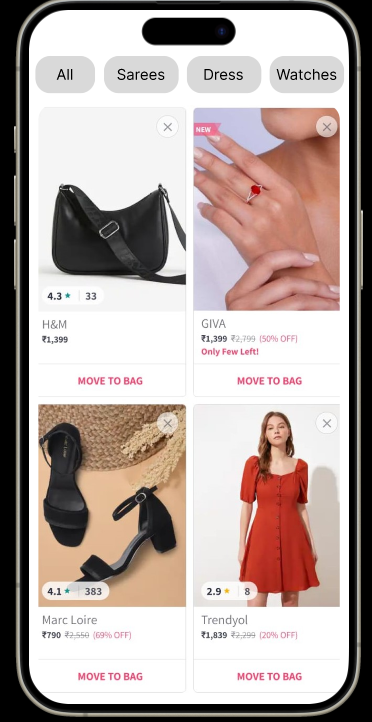 All Sarees Dress Watches
NEW
4.3 ★ | 33
H&M
₹1,399
GIVA
₹1,399 ₹2,799 (50% OFF)
Only Few Left!
MOVE TO BAG
MOVE TO BAG
4.1 ★ | 383
Marc Loire
₹790 ₹2,550 (69% OFF)
2.9 ★ | 8
Trendyol
₹1,839 ₹2,299 (20% OFF)
MOVE TO BAG
MOVE TO BAG